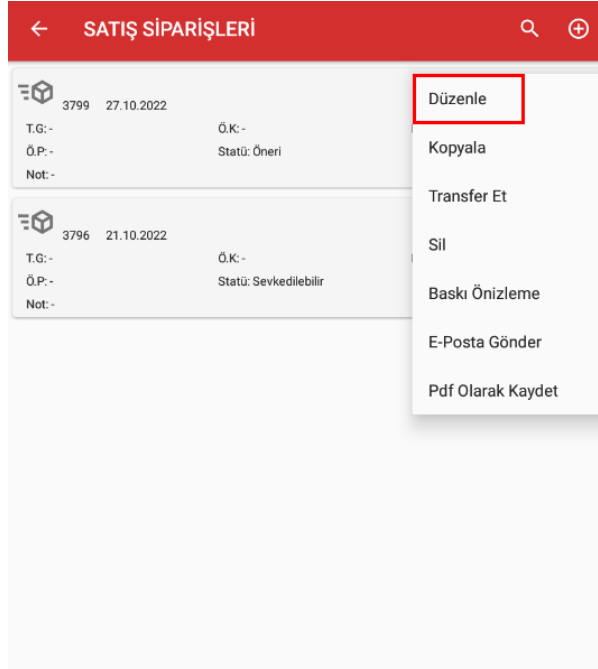 SATIŞ SİPARİŞLERİ
3799 27.10.2022
T.G: - Ö.K: -
Ö.P: - Statü: Öneri
Not: -
3796 21.10.2022
T.G: - Ö.K: -
Ö.P: - Statü: Sevkedilebilir
Not: -
Düzenle
Kopyala
Transfer Et
Sil
Baskı Önizleme
E-Posta Gönder
Pdf Olarak Kaydet